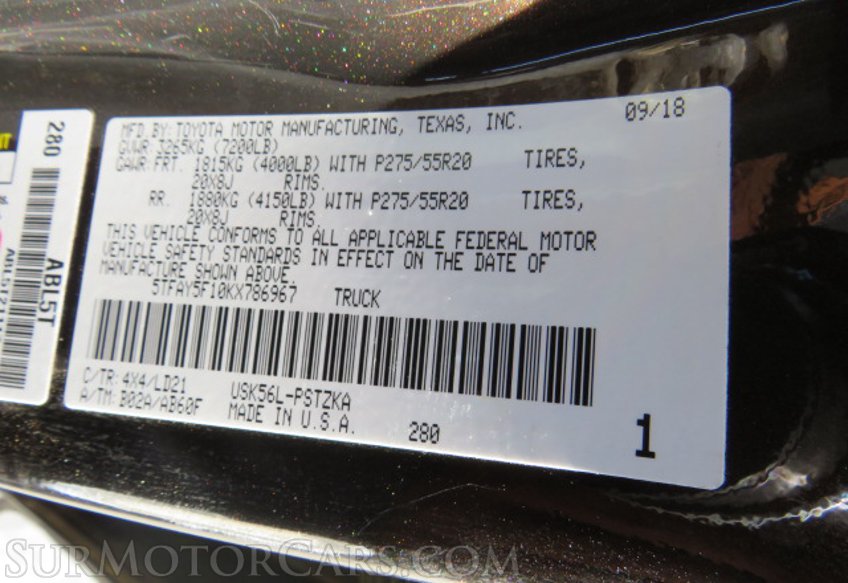 280
ABL5T
MFD.BY:TOYOTA MOTOR MANUFACTURING, TEXAS, INC. 09/18
GVWR: 3265KG (7200LB)
GAWR:FRT. 1815KG (4000LB) WITH P275/55R20 TIRES,
20X8J RIMS.
RR. 1880KG (4150LB) WITH P275/55R20 TIRES,
20X8J RIMS.
THIS VEHICLE CONFORMS TO ALL APPLICABLE FEDERAL MOTOR
VEHICLE SAFETY STANDARDS IN EFFECT ON THE DATE OF
MANUFACTURE SHOWN ABOVE.
5TFAY5F10KX786967 TRUCK
C/TR:4X4/LD21 USK56L-PSTZKA
A/TM:B02A/AB60F MADE IN U.S.A. 280 1
SurMotorCars.com